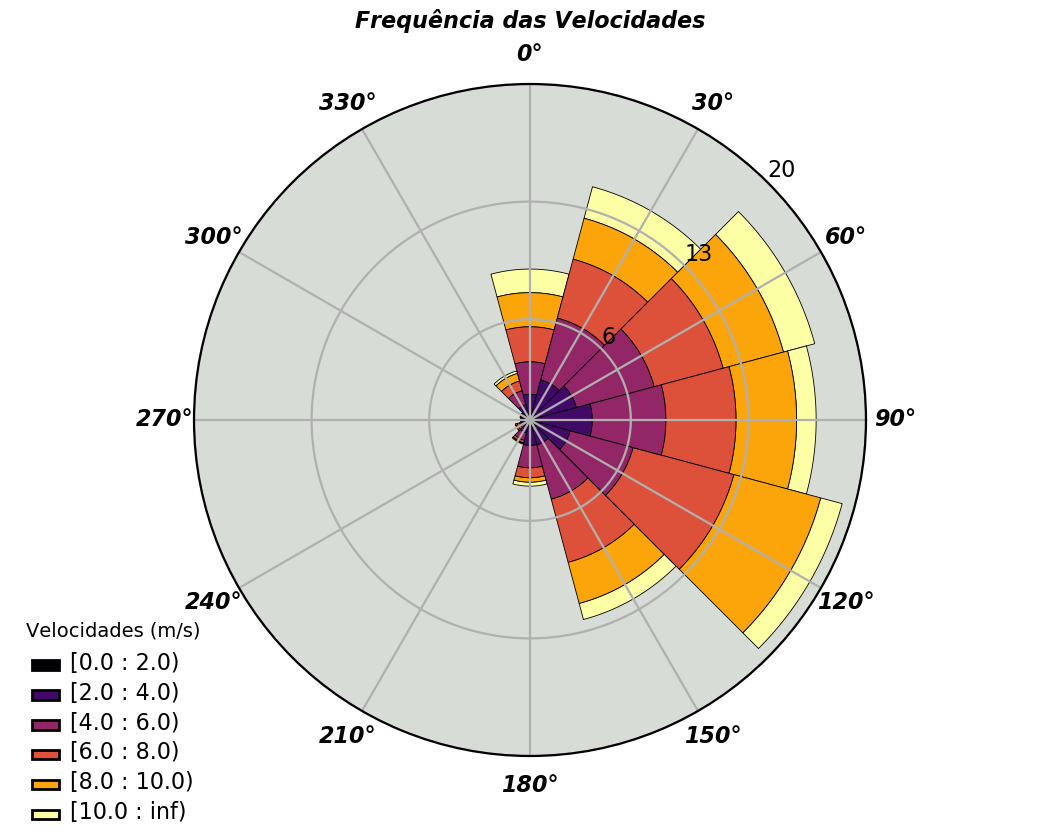 Frequência das Velocidades
0°
330°
30°
20
300°
60°
13
6
270°
90°
240°
120°
210°
150°
180°
Velocidades (m/s)
[0.0 : 2.0)
[2.0 : 4.0)
[4.0 : 6.0)
[6.0 : 8.0)
[8.0 : 10.0)
[10.0 : inf)